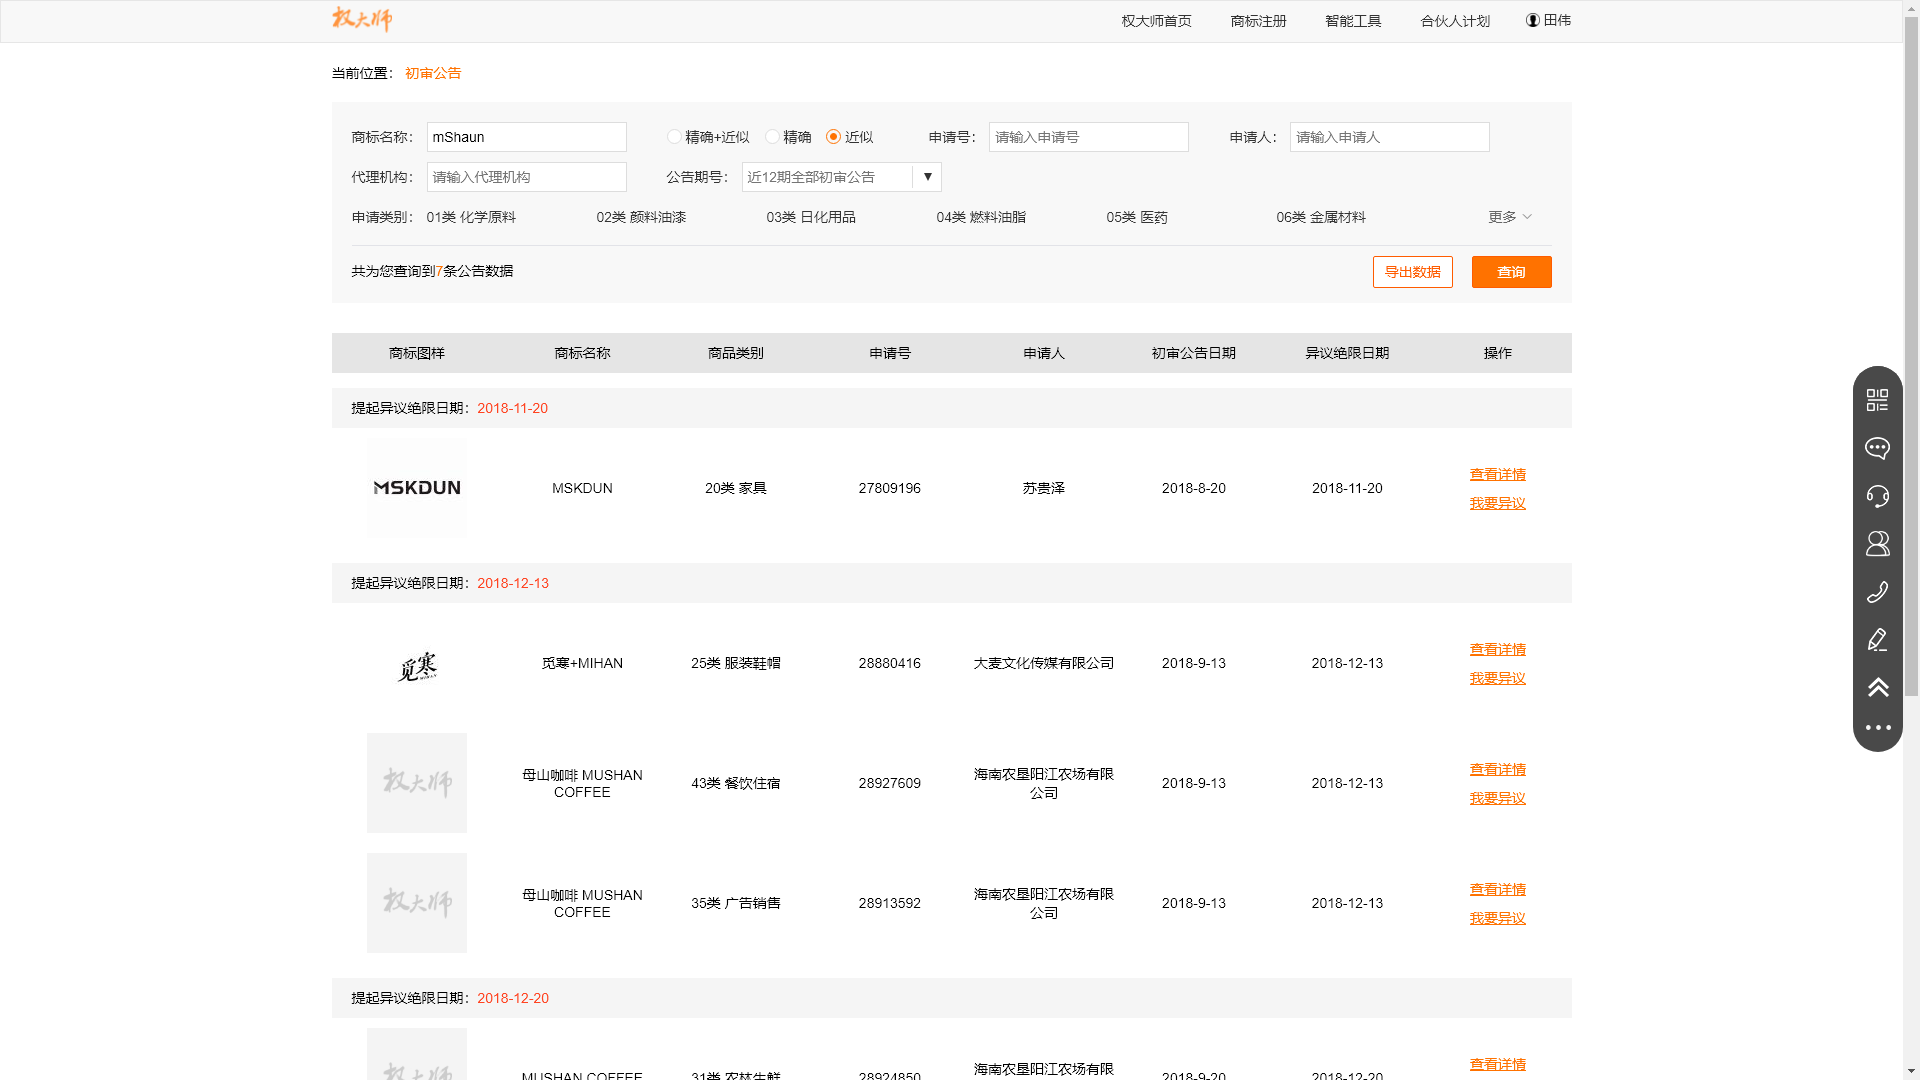 权大师 权大师首页 商标注册 智能工具 合伙人计划 田伟
当前位置： 初审公告
商标名称： mShaun 精确+近似 精确 近似 申请号： 请输入申请号 申请人： 请输入申请人
代理机构： 请输入代理机构 公告期号： 近12期全部初审公告
申请类别： 01类 化学原料 02类 颜料油漆 03类 日化用品 04类 燃料油脂 05类 医药 06类 金属材料 更多
共为您查询到7条公告数据 导出数据 查询
商标图样 商标名称 商品类别 申请号 申请人 初审公告日期 异议绝限日期 操作
提起异议绝限日期：2018-11-20
MSKDUN MSKDUN 20类 家具 27809196 苏贵泽 2018-8-20 2018-11-20 查看详情
我要异议
提起异议绝限日期：2018-12-13
觅寒 MIHAN 觅寒+MIHAN 25类 服装鞋帽 28880416 大麦文化传媒有限公司 2018-9-13 2018-12-13 查看详情
我要异议
权大师 母山咖啡 MUSHAN COFFEE 43类 餐饮住宿 28927609 海南农垦阳江农场有限公司 2018-9-13 2018-12-13 查看详情
我要异议
权大师 母山咖啡 MUSHAN COFFEE 35类 广告销售 28913592 海南农垦阳江农场有限公司 2018-9-13 2018-12-13 查看详情
我要异议
提起异议绝限日期：2018-12-20
权大师 MUSHAN COFFEE 31类 农林生鲜 28924850 海南农垦阳江农场有限 2018-9-20 2018-12-20 查看详情